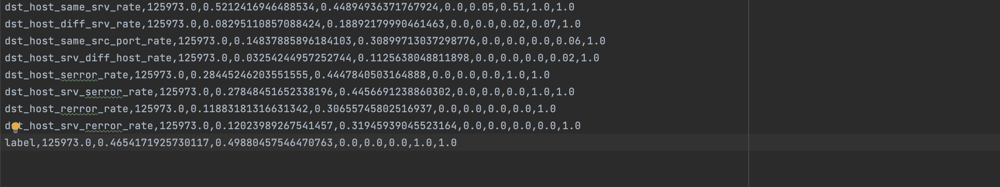 dst_host_same_srv_rate,125973.0,0.5212416946488534,0.44894936371767924,0.0,0.05,0.51,1.0,1.0
dst_host_diff_srv_rate,125973.0,0.08295110857088424,0.18892179990461463,0.0,0.0,0.02,0.07,1.0
dst_host_same_src_port_rate,125973.0,0.14837885896184103,0.30899713037298776,0.0,0.0,0.0,0.06,1.0
dst_host_srv_diff_host_rate,125973.0,0.03254244957252744,0.1125638048811898,0.0,0.0,0.0,0.02,1.0
dst_host_serror_rate,125973.0,0.28445246203551555,0.4447840503164888,0.0,0.0,0.0,1.0,1.0
dst_host_srv_serror_rate,125973.0,0.27848451652338196,0.4456691238860302,0.0,0.0,0.0,1.0,1.0
dst_host_rerror_rate,125973.0,0.11883181316631342,0.30655745802516937,0.0,0.0,0.0,0.0,1.0
dst_host_srv_rerror_rate,125973.0,0.12023989267541457,0.31945939045523164,0.0,0.0,0.0,0.0,1.0
label,125973.0,0.4654171925730117,0.49880457546470763,0.0,0.0,0.0,1.0,1.0